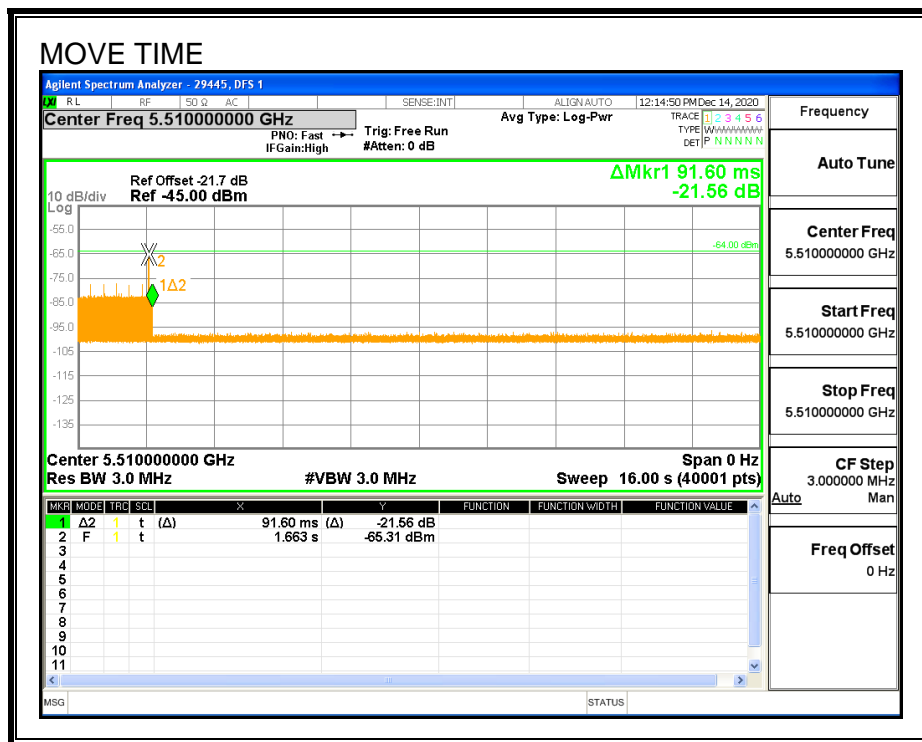 MOVE TIME
Agilent Spectrum Analyzer - 29445, DFS 1
LXI RL RF 50 Ω AC SENSE:INT ALIGN AUTO 12:14:50 PM Dec 14, 2020
Center Freq 5.510000000 GHz Avg Type: Log-Pwr TRACE 1 2 3 4 5 6
PNO: Fast Trig: Free Run TYPE WWWWWW
IFGain:High #Atten: 0 dB DET P N N N N N
Frequency
Auto Tune
Center Freq
5.510000000 GHz
Start Freq
5.510000000 GHz
Stop Freq
5.510000000 GHz
CF Step
3.000000 MHz
Auto Man
Freq Offset
0 Hz
ΔMkr1 91.60 ms
-21.56 dB
Ref Offset -21.7 dB
10 dB/div Ref -45.00 dBm
Log
-55.0
-64.00 dBm
-65.0
2
-75.0
1Δ2
-85.0
-95.0
-105
-115
-125
-135
Center 5.510000000 GHz Span 0 Hz
Res BW 3.0 MHz #VBW 3.0 MHz Sweep 16.00 s (40001 pts)
MKR MODE TRC SCL X Y FUNCTION FUNCTION WIDTH FUNCTION VALUE
1 Δ2 1 t (Δ) 91.60 ms (Δ) -21.56 dB
2 F 1 t 1.663 s -65.31 dBm
3
4
5
6
7
8
9
10
11
MSG STATUS